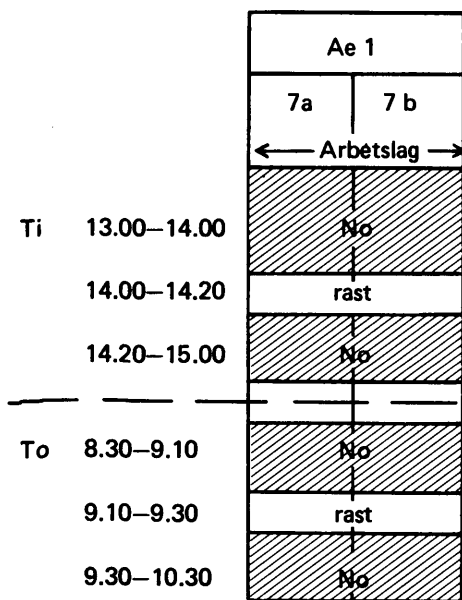 Ae 1
7a 7 b
← Arbetslag →
Ti 13.00—14.00 No
14.00—14.20 rast
14.20—15.00 No
To 8.30—9.10 No
9.10—9.30 rast
9.30—10.30 No